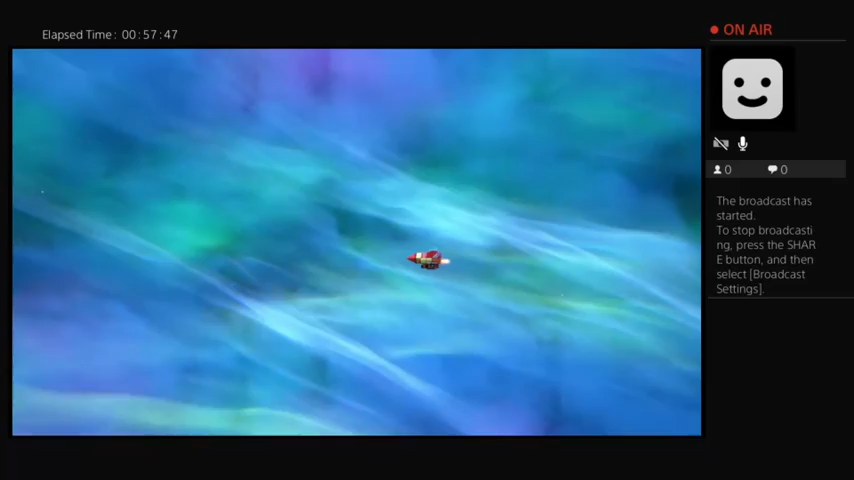 Elapsed Time: 00:57:47
ON AIR
0 0
The broadcast has
started.
To stop broadcasti
ng, press the SHAR
E button, and then
select [Broadcast
Settings].